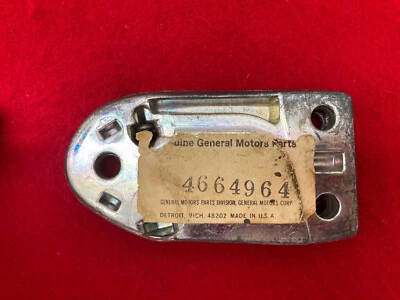 uine General Motors Parts
4664964
GENERAL MOTORS PARTS DIVISION, GENERAL MOTORS CORP
DETROIT, MICH. 48202 MADE IN U.S.A.